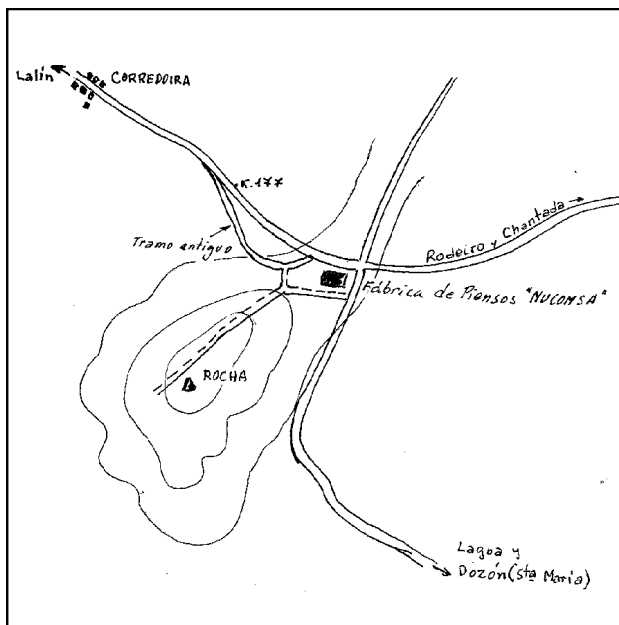 Lalín
CORREDOIRA
K.177
Tramo antiguo
Rodeiro y Chantada
Fábrica de Piensos "NUCOMSA"
ROCHA
Lagoa y
Dozón (Sta María)